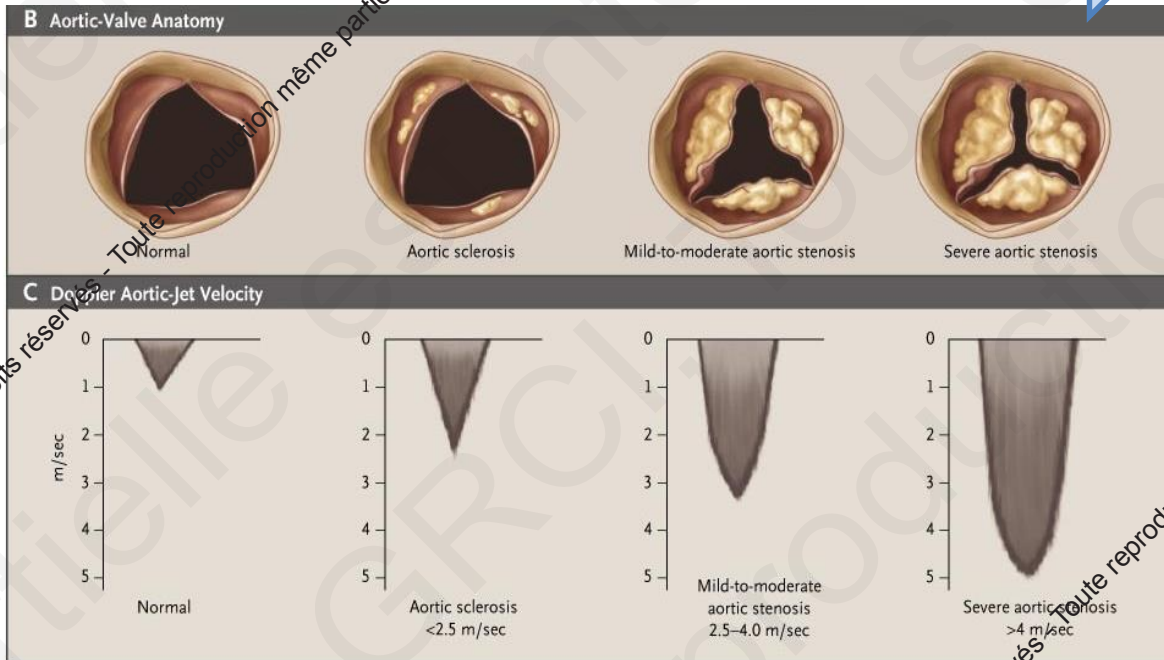 B Aortic-Valve Anatomy
Normal
Aortic sclerosis
Mild-to-moderate aortic stenosis
Severe aortic stenosis
C Doppler Aortic-Jet Velocity
0
1
2
3
4
5
m/sec
0
1
2
3
4
5
0
1
2
3
4
5
0
1
2
3
4
5
Normal
Aortic sclerosis
<2.5 m/sec
Mild-to-moderate
aortic stenosis
2.5–4.0 m/sec
Severe aortic stenosis
>4 m/sec
réservés - Toute reproduction même partie
Toute reprodu
GRCI